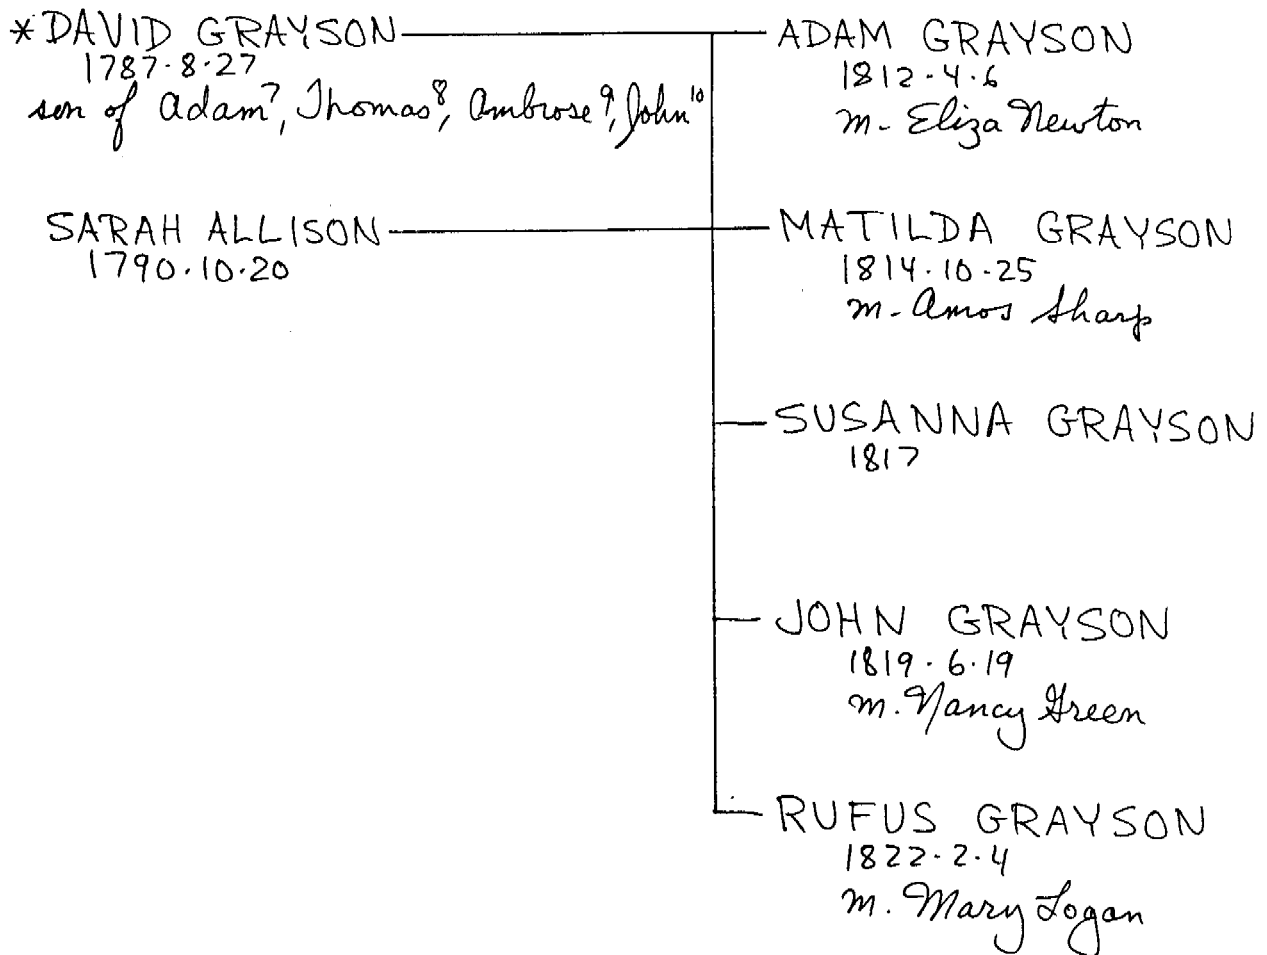 *DAVID GRAYSON
1787·8·27
son of Adam⁷, Thomas⁸, Ambrose⁹, John¹⁰
SARAH ALLISON
1790·10·20
ADAM GRAYSON
1812·4·6
m- Eliza Newton
MATILDA GRAYSON
1814·10·25
m- Amos Sharp
SUSANNA GRAYSON
1817
JOHN GRAYSON
1819·6·19
m. Nancy Green
RUFUS GRAYSON
1822·2·4
m. Mary Logan